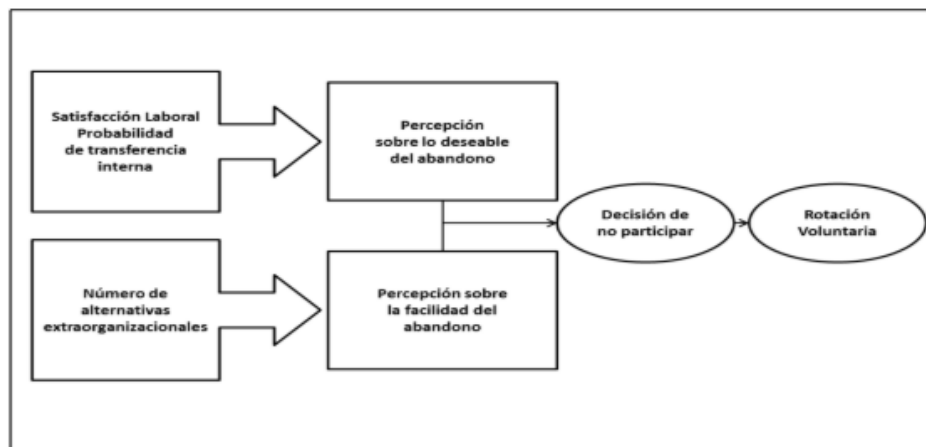 Satisfacción Laboral
Probabilidad
de transferencia
interna
Percepción
sobre lo deseable
del abandono
Decisión de
no participar
Rotación
Voluntaria
Número de
alternativas
extraorganizacionales
Percepción sobre
la facilidad del
abandono